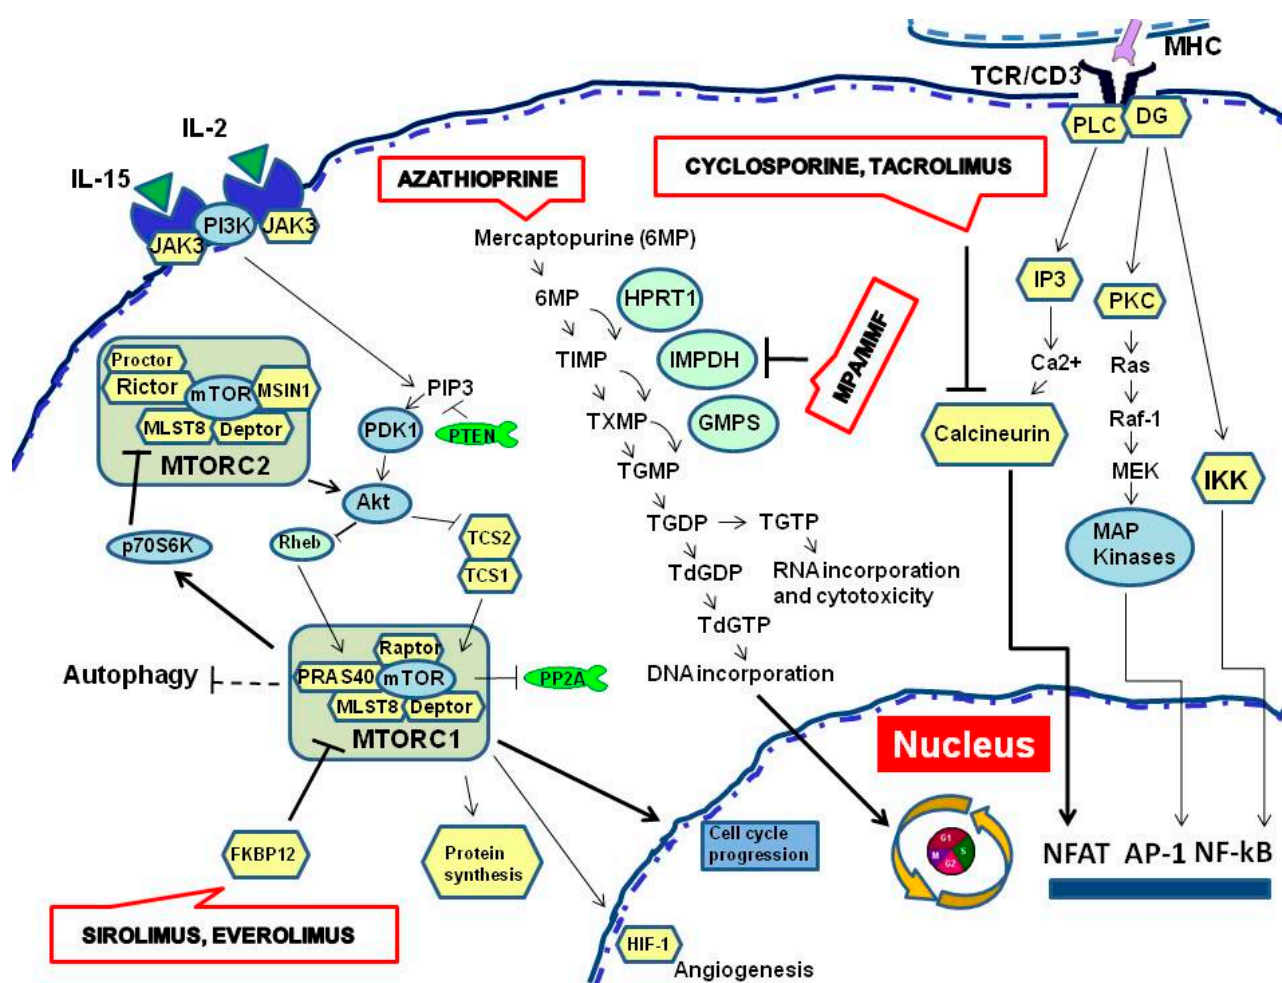 MHC
TCR/CD3
PLC
DG
IL-2
IL-15
PI3K
JAK3
JAK3
AZATHIOPRINE
CYCLOSPORINE, TACROLIMUS
Mercaptopurine (6MP)
6MP
HPRT1
TIMP
IMPDH
MPA/MMF
TXMP
GMPS
TGMP
TGDP
TGTP
TdGDP
RNA incorporation
and cytotoxicity
TdGTP
DNA incorporation
IP3
PKC
Ca2+
Ras
Calcineurin
Raf-1
MEK
IKK
MAP
Kinases
Proctor
Rictor
mTOR
MSIN1
MLST8
Deptor
MTORC2
PIP3
PDK1
PTEN
Akt
p70S6K
Rheb
TCS2
TCS1
Autophagy
Raptor
PRAS40
mTOR
MLST8
Deptor
MTORC1
PP2A
FKBP12
SIROLIMUS, EVEROLIMUS
Protein
synthesis
Cell cycle
progression
HIF-1
Angiogenesis
Nucleus
G1
S
M
G2
NFAT
AP-1
NF-kB